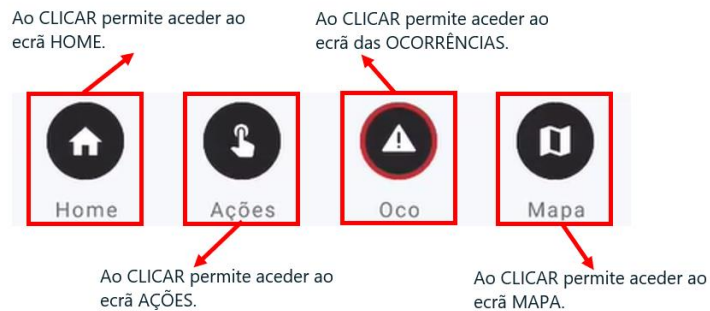 Ao CLICAR permite aceder ao
ecrã HOME.
Ao CLICAR permite aceder ao
ecrã das OCORRÊNCIAS.
Home
Ações
Oco
Mapa
Ao CLICAR permite aceder ao
ecrã AÇÕES.
Ao CLICAR permite aceder ao
ecrã MAPA.